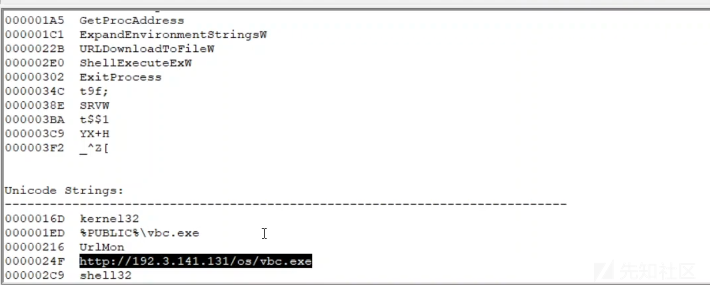 000001A5 GetProcAddress
000001C1 ExpandEnvironmentStringsW
0000022B URLDownloadToFileW
000002E0 ShellExecuteExW
00000302 ExitProcess
0000034C t9f;
0000038E SRVW
000003BA t$$1
000003C9 YX+H
000003F2 _^Z[
Unicode Strings:
---------------------------------------------------------------------------
0000016D kernel32
000001ED %PUBLIC%\vbc.exe
00000216 UrlMon
0000024F http://192.3.141.131/os/vbc.exe
000002C9 shell32
先知社区